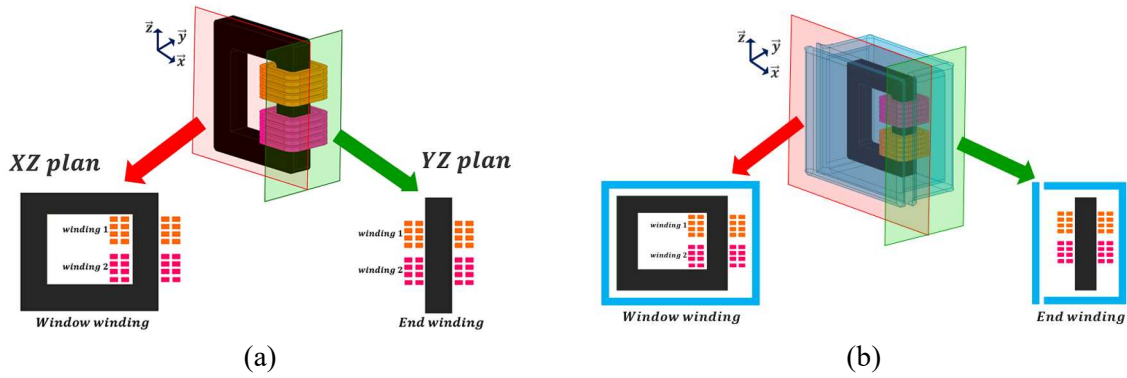 z⃗
y⃗
x⃗
XZ plan
YZ plan
winding 1
winding 2
Window winding
winding 1
winding 2
End winding
(a)
z⃗
y⃗
x⃗
winding 1
winding 2
Window winding
End winding
(b)